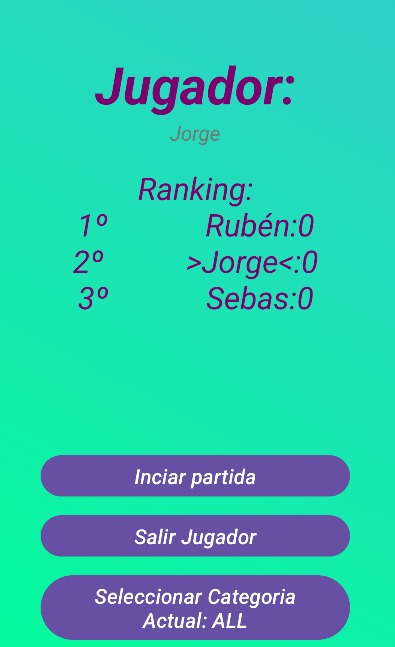 Jugador:
Jorge
Ranking:
1º Rubén:0
2º >Jorge<:0
3º Sebas:0
Inciar partida
Salir Jugador
Seleccionar Categoria
Actual: ALL